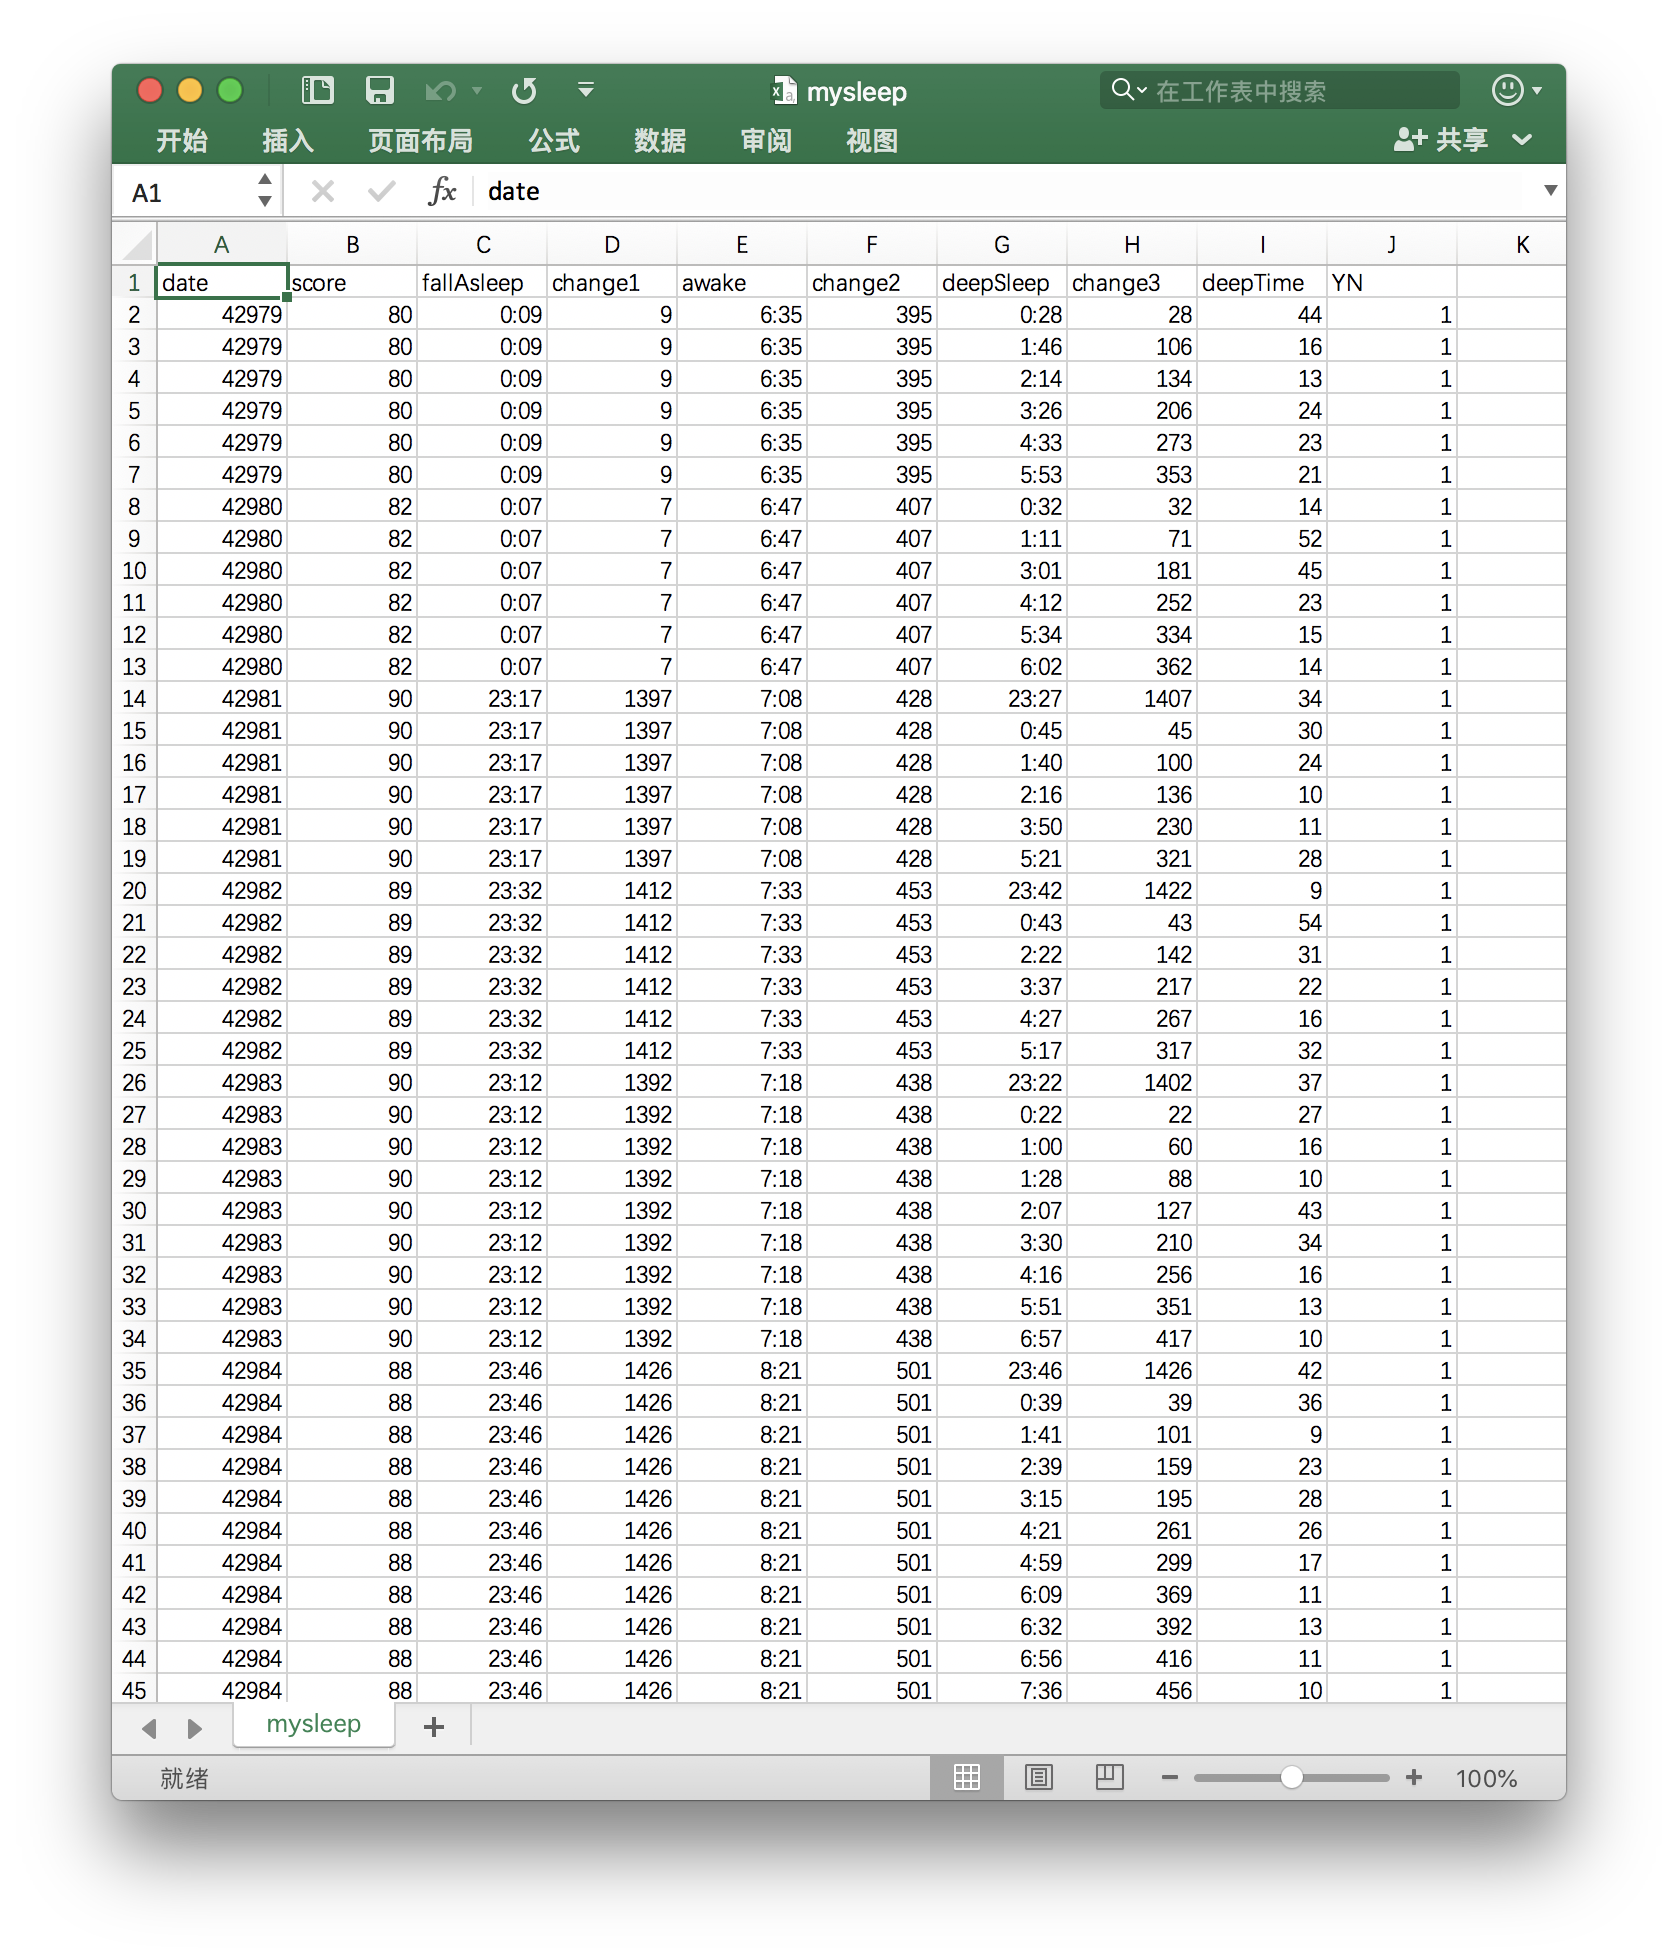 mysleep
在工作表中搜索
开始 插入 页面布局 公式 数据 审阅 视图 共享
A1 fx date
A B C D E F G H I J K
1 date score fallAsleep change1 awake change2 deepSleep change3 deepTime YN
2 42979 80 0:09 9 6:35 395 0:28 28 44 1
3 42979 80 0:09 9 6:35 395 1:46 106 16 1
4 42979 80 0:09 9 6:35 395 2:14 134 13 1
5 42979 80 0:09 9 6:35 395 3:26 206 24 1
6 42979 80 0:09 9 6:35 395 4:33 273 23 1
7 42979 80 0:09 9 6:35 395 5:53 353 21 1
8 42980 82 0:07 7 6:47 407 0:32 32 14 1
9 42980 82 0:07 7 6:47 407 1:11 71 52 1
10 42980 82 0:07 7 6:47 407 3:01 181 45 1
11 42980 82 0:07 7 6:47 407 4:12 252 23 1
12 42980 82 0:07 7 6:47 407 5:34 334 15 1
13 42980 82 0:07 7 6:47 407 6:02 362 14 1
14 42981 90 23:17 1397 7:08 428 23:27 1407 34 1
15 42981 90 23:17 1397 7:08 428 0:45 45 30 1
16 42981 90 23:17 1397 7:08 428 1:40 100 24 1
17 42981 90 23:17 1397 7:08 428 2:16 136 10 1
18 42981 90 23:17 1397 7:08 428 3:50 230 11 1
19 42981 90 23:17 1397 7:08 428 5:21 321 28 1
20 42982 89 23:32 1412 7:33 453 23:42 1422 9 1
21 42982 89 23:32 1412 7:33 453 0:43 43 54 1
22 42982 89 23:32 1412 7:33 453 2:22 142 31 1
23 42982 89 23:32 1412 7:33 453 3:37 217 22 1
24 42982 89 23:32 1412 7:33 453 4:27 267 16 1
25 42982 89 23:32 1412 7:33 453 5:17 317 32 1
26 42983 90 23:12 1392 7:18 438 23:22 1402 37 1
27 42983 90 23:12 1392 7:18 438 0:22 22 27 1
28 42983 90 23:12 1392 7:18 438 1:00 60 16 1
29 42983 90 23:12 1392 7:18 438 1:28 88 10 1
30 42983 90 23:12 1392 7:18 438 2:07 127 43 1
31 42983 90 23:12 1392 7:18 438 3:30 210 34 1
32 42983 90 23:12 1392 7:18 438 4:16 256 16 1
33 42983 90 23:12 1392 7:18 438 5:51 351 13 1
34 42983 90 23:12 1392 7:18 438 6:57 417 10 1
35 42984 88 23:46 1426 8:21 501 23:46 1426 42 1
36 42984 88 23:46 1426 8:21 501 0:39 39 36 1
37 42984 88 23:46 1426 8:21 501 1:41 101 9 1
38 42984 88 23:46 1426 8:21 501 2:39 159 23 1
39 42984 88 23:46 1426 8:21 501 3:15 195 28 1
40 42984 88 23:46 1426 8:21 501 4:21 261 26 1
41 42984 88 23:46 1426 8:21 501 4:59 299 17 1
42 42984 88 23:46 1426 8:21 501 6:09 369 11 1
43 42984 88 23:46 1426 8:21 501 6:32 392 13 1
44 42984 88 23:46 1426 8:21 501 6:56 416 11 1
45 42984 88 23:46 1426 8:21 501 7:36 456 10 1
mysleep
就绪 100%